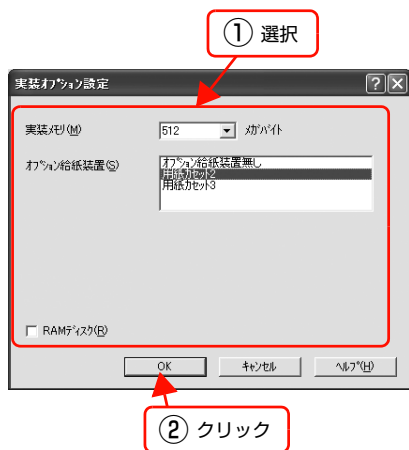 ① 選択
実装ｵﾌﾟｼｮﾝ設定
実装ﾒﾓﾘ(M) 512 ﾒｶﾞﾊﾞｲﾄ
ｵﾌﾟｼｮﾝ給紙装置(S) ｵﾌﾟｼｮﾝ給紙装置無し
用紙ｶｾｯﾄ2
用紙ｶｾｯﾄ3
RAMﾃﾞｨｽｸ(R)
OK ｷｬﾝｾﾙ ﾍﾙﾌﾟ(H)
② クリック